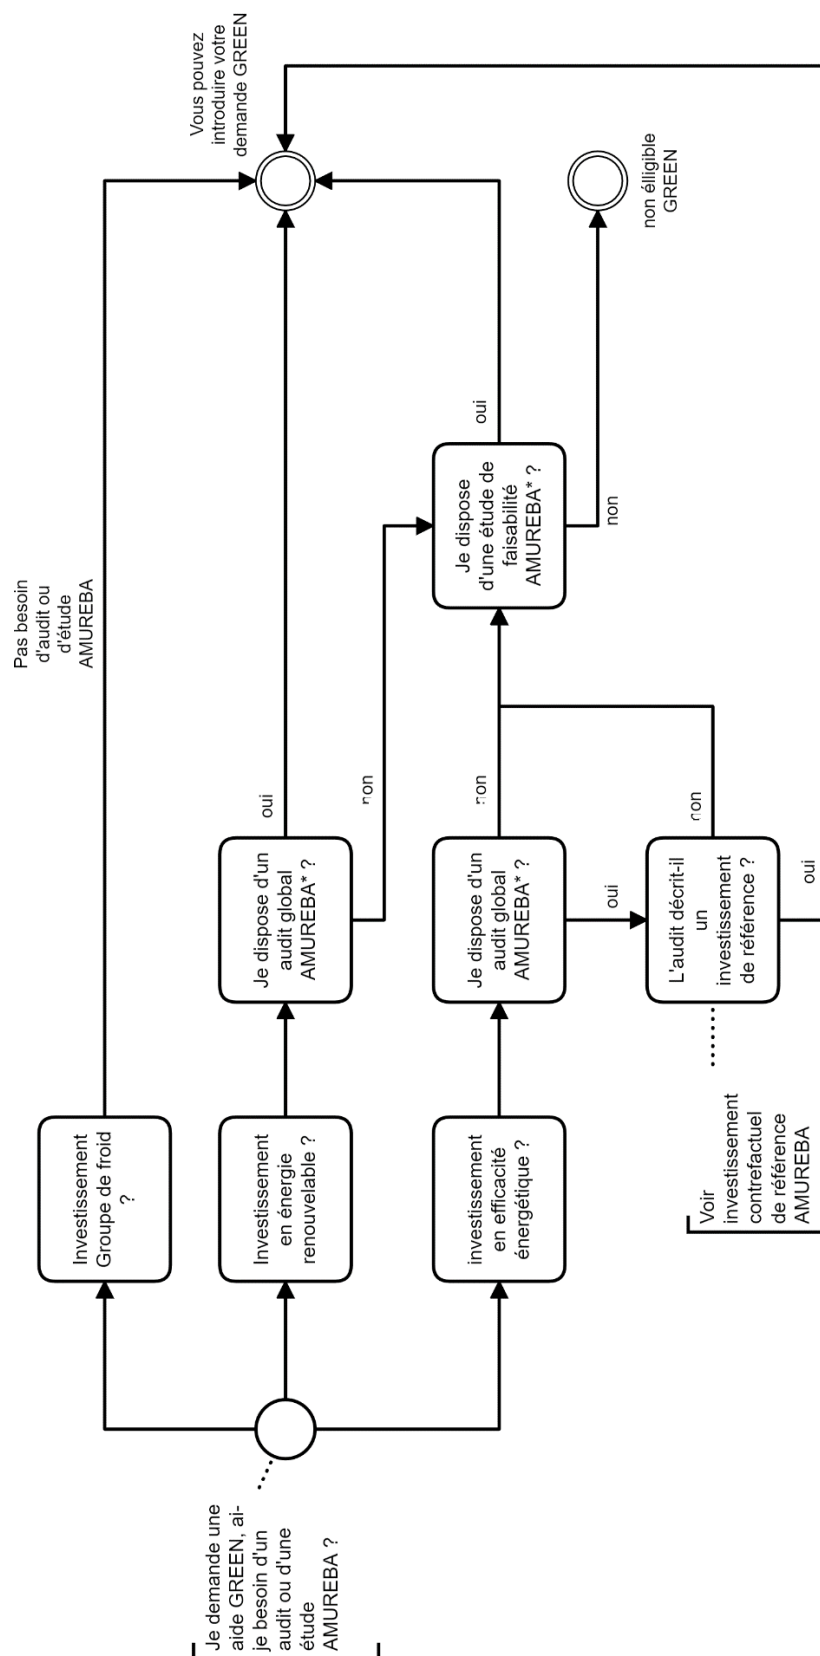 Je demande une
aide GREEN, ai-
je besoin d'un
audit ou d'une
étude
AMUREBA ?
Investissement
Groupe de froid
?
Pas besoin
d'audit ou
d'étude
AMUREBA
Vous pouvez
introduire votre
demande GREEN
Investissement
en énergie
renouvelable ?
Je dispose d'un
audit global
AMUREBA* ?
oui
non
investissement
en efficacité
énergétique ?
Je dispose d'un
audit global
AMUREBA* ?
non
oui
Je dispose
d'une étude de
faisabilité
AMUREBA* ?
oui
non
non élligible
GREEN
Voir
investissement
contrefactuel
de référence
AMUREBA
L'audit décrit-il
un
investissement
de référence ?
non
oui